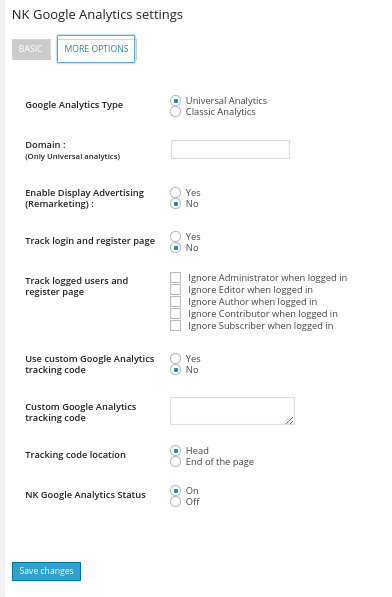 NK Google Analytics settings
BASIC MORE OPTIONS
Google Analytics Type
Universal Analytics
Classic Analytics
Domain :
(Only Universal analytics)
Enable Display Advertising
(Remarketing) :
Yes
No
Track login and register page
Yes
No
Track logged users and
register page
Ignore Administrator when logged in
Ignore Editor when logged in
Ignore Author when logged in
Ignore Contributor when logged in
Ignore Subscriber when logged in
Use custom Google Analytics
tracking code
Yes
No
Custom Google Analytics
tracking code
Tracking code location
Head
End of the page
NK Google Analytics Status
On
Off
Save changes